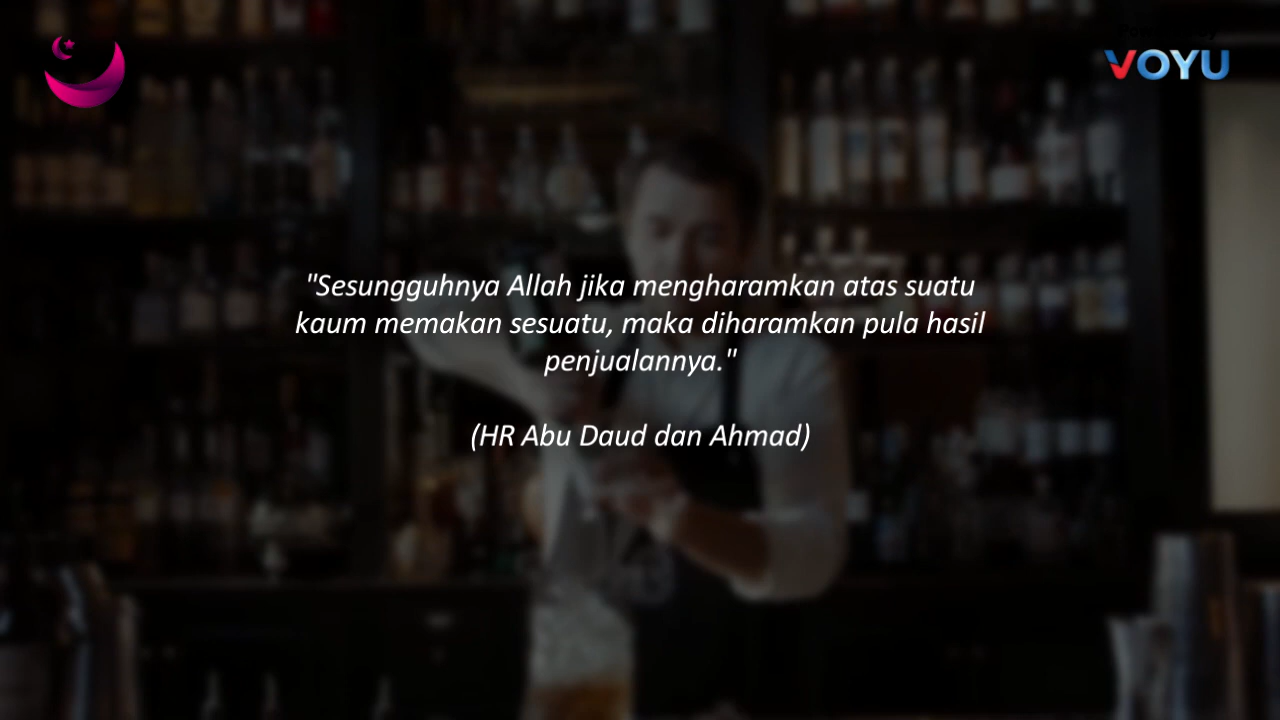 VOYU
"Sesungguhnya Allah jika mengharamkan atas suatu
kaum memakan sesuatu, maka diharamkan pula hasil
penjualannya."
(HR Abu Daud dan Ahmad)